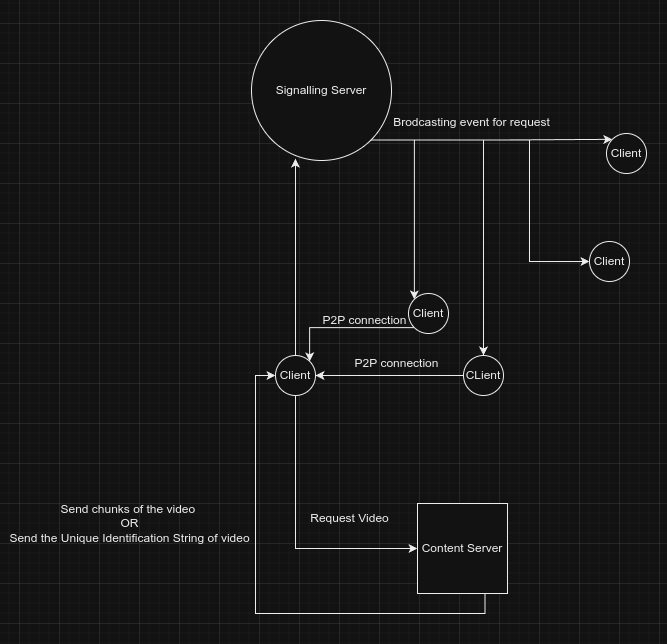 Signalling Server
Brodcasting event for request
Client
Client
Client
P2P connection
P2P connection
Client
CLient
Send chunks of the video
OR
Send the Unique Identification String of video
Request Video
Content Server